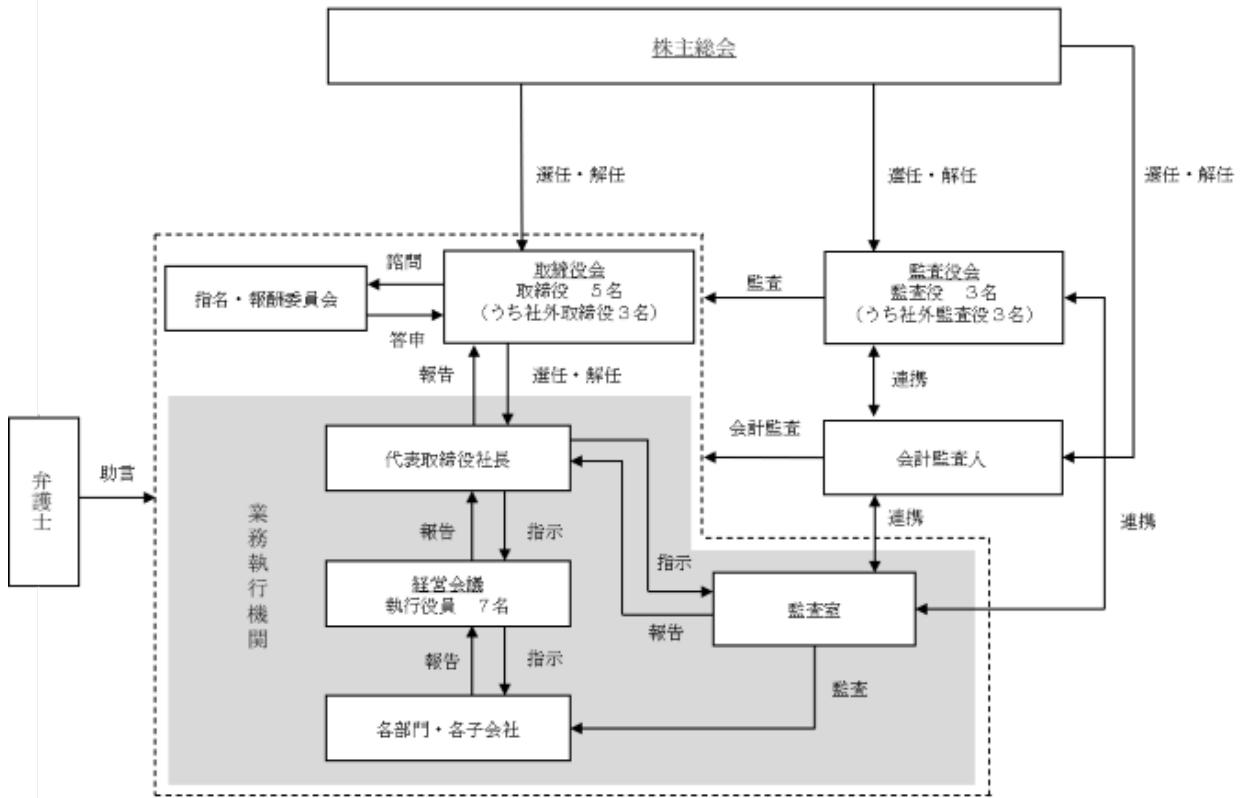 株主総会
選任・解任
選任・解任
選任・解任
諮問
指名・報酬委員会
答申
取締役会
取締役　５名
（うち社外取締役３名）
監査
監査役会
監査役　３名
（うち社外監査役３名）
報告
選任・解任
連携
弁護士
助言
業務執行機関
代表取締役社長
会計監査
会計監査人
報告
指示
連携
連携
経営会議
執行役員　７名
指示
報告
監査室
報告
指示
監査
各部門・各子会社